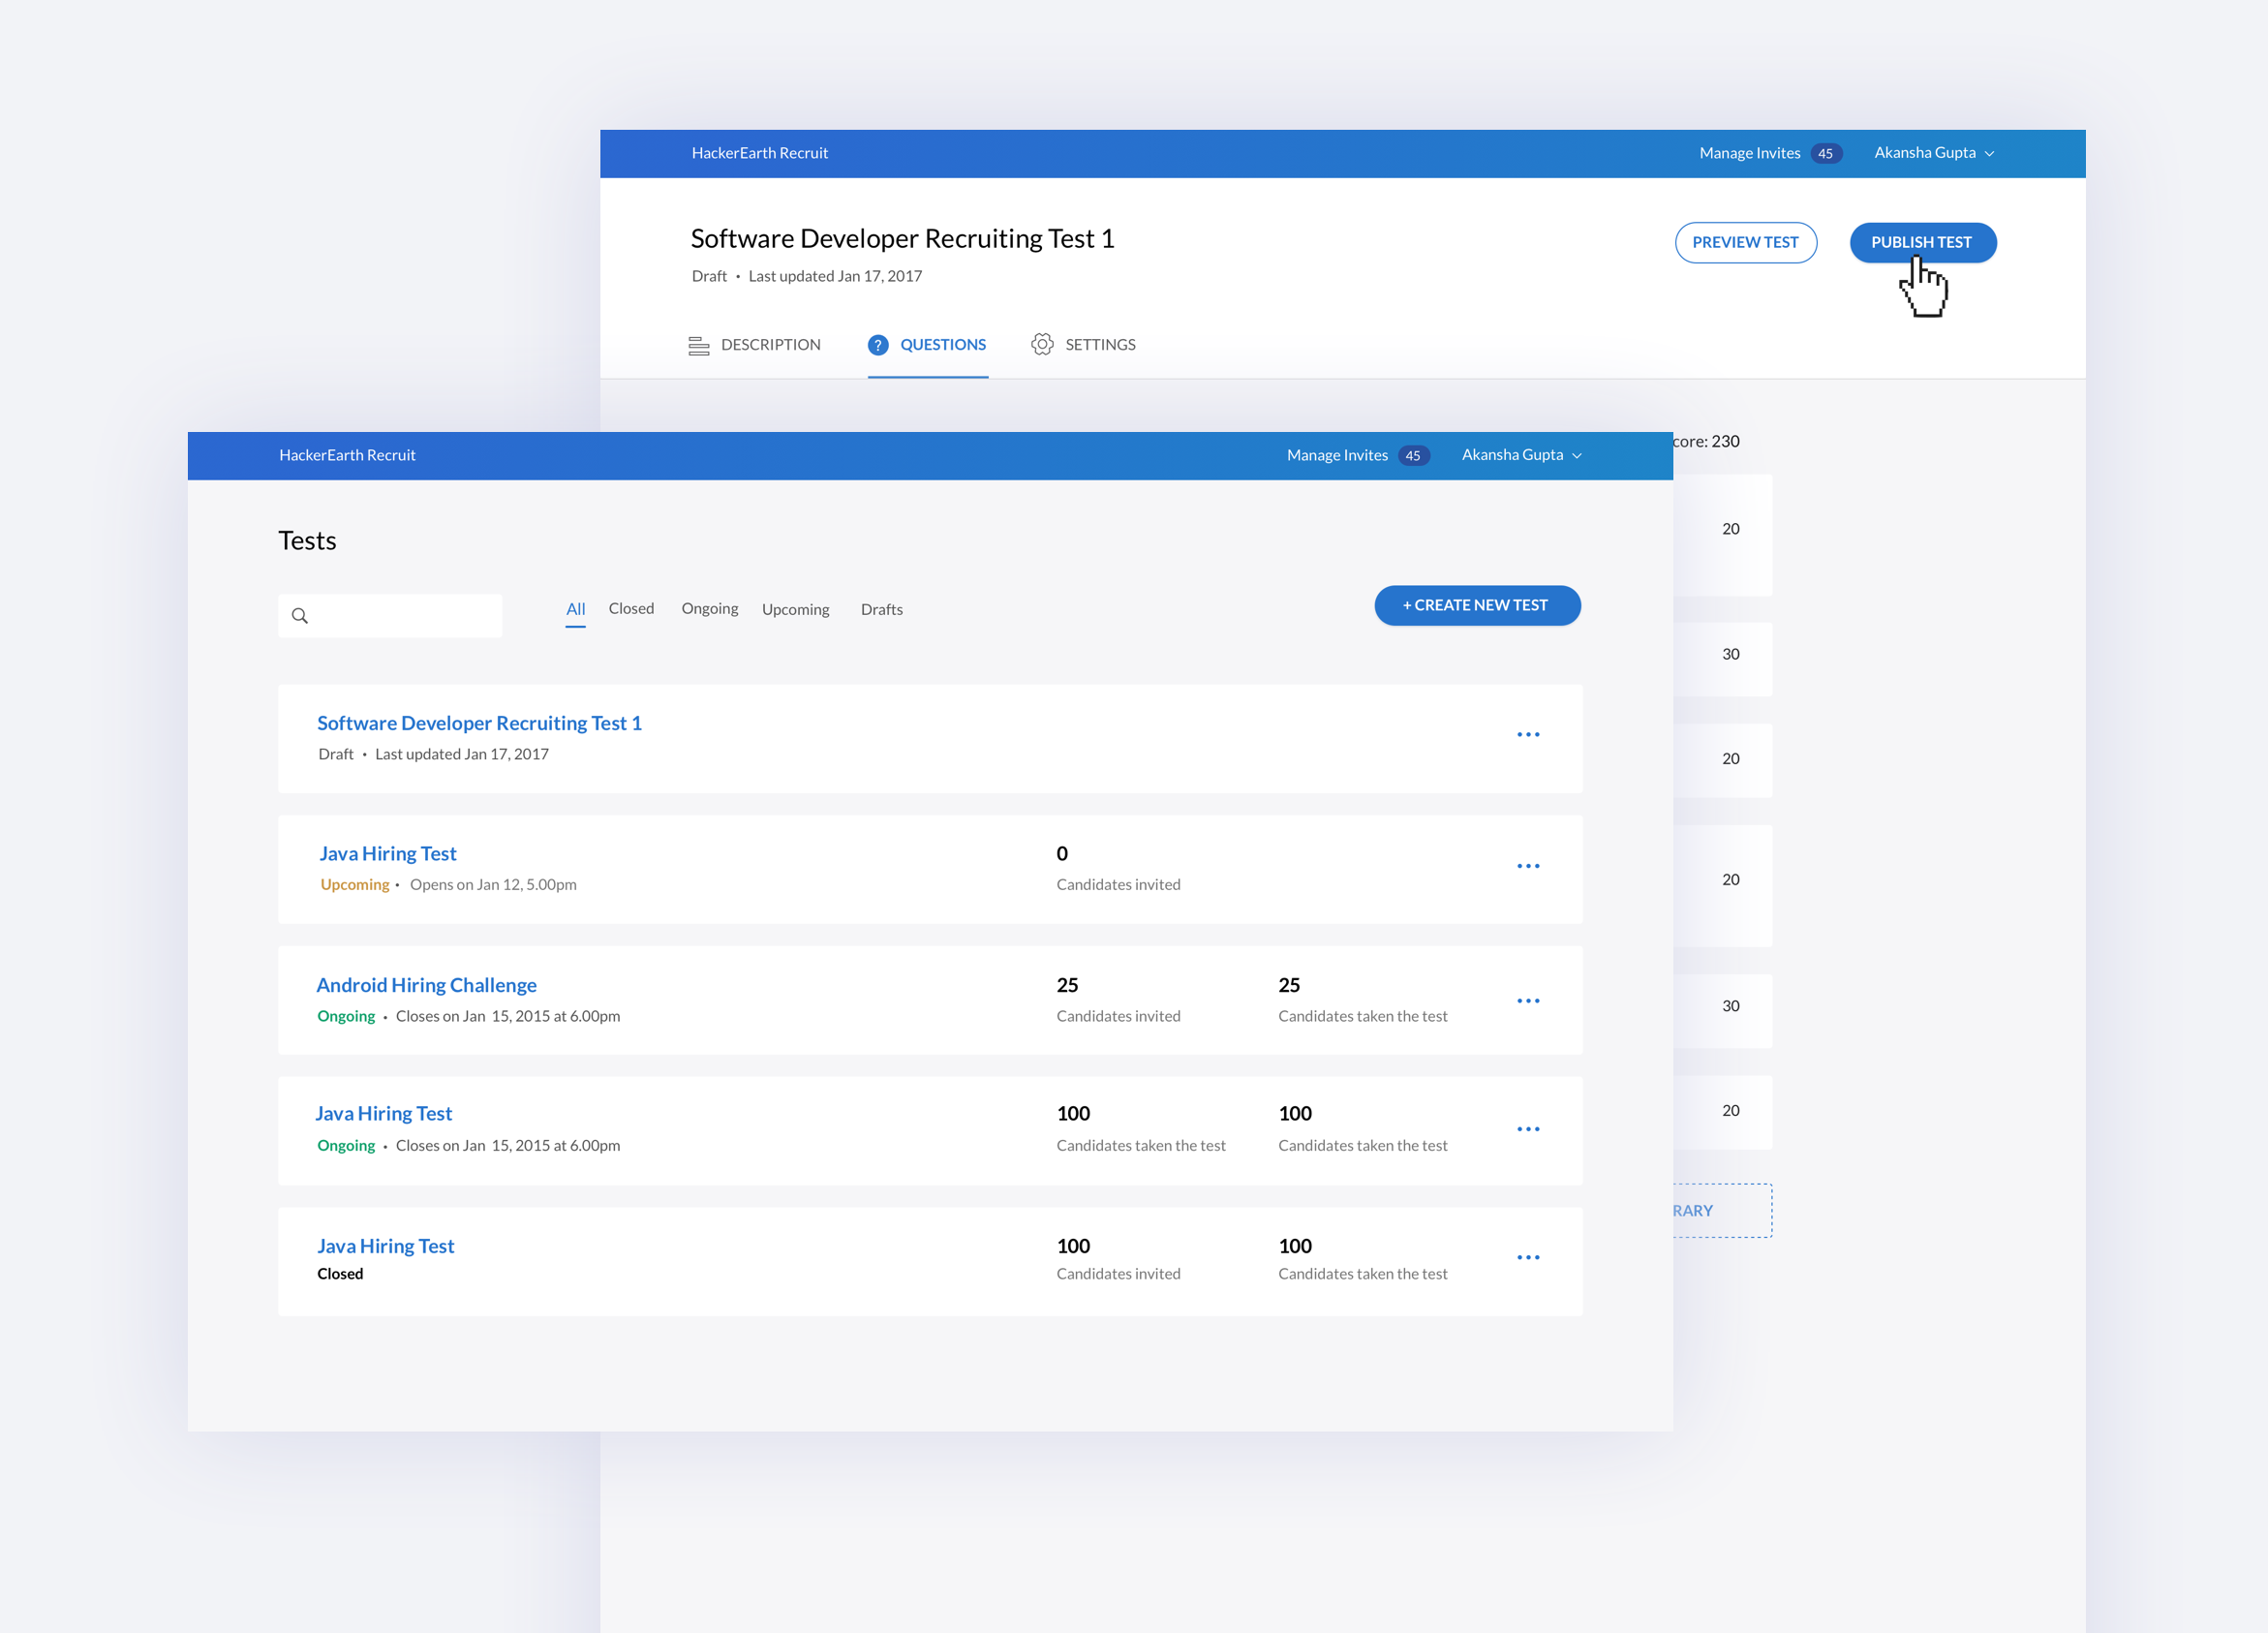 HackerEarth Recruit
Manage Invites 45 Akansha Gupta
Software Developer Recruiting Test 1
PREVIEW TEST PUBLISH TEST
Draft • Last updated Jan 17, 2017
DESCRIPTION ? QUESTIONS SETTINGS
core: 230
20
30
20
20
30
20
RARY
HackerEarth Recruit
Manage Invites 45 Akansha Gupta
Tests
All Closed Ongoing Upcoming Drafts
+ CREATE NEW TEST
Software Developer Recruiting Test 1
Draft • Last updated Jan 17, 2017
Java Hiring Test
Upcoming • Opens on Jan 12, 5.00pm
0
Candidates invited
Android Hiring Challenge
Ongoing • Closes on Jan 15, 2015 at 6.00pm
25
Candidates invited
25
Candidates taken the test
Java Hiring Test
Ongoing • Closes on Jan 15, 2015 at 6.00pm
100
Candidates taken the test
100
Candidates taken the test
Java Hiring Test
Closed
100
Candidates invited
100
Candidates taken the test